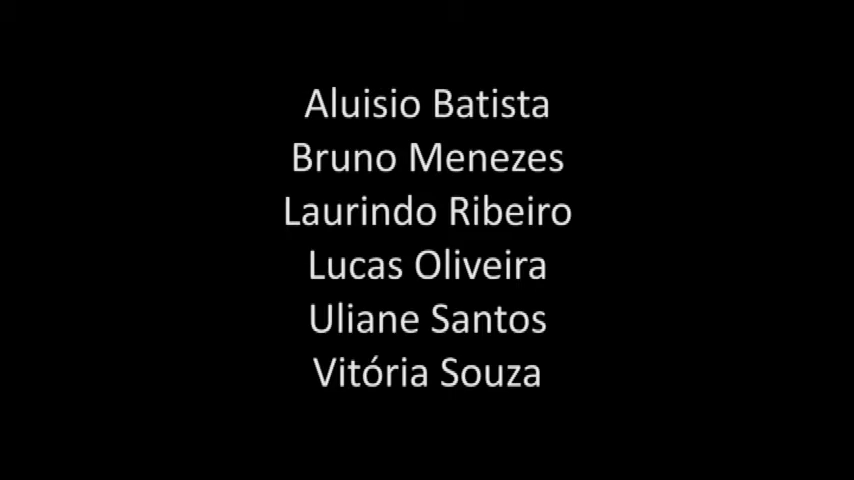 Aluisio Batista
Bruno Menezes
Laurindo Ribeiro
Lucas Oliveira
Uliane Santos
Vitória Souza